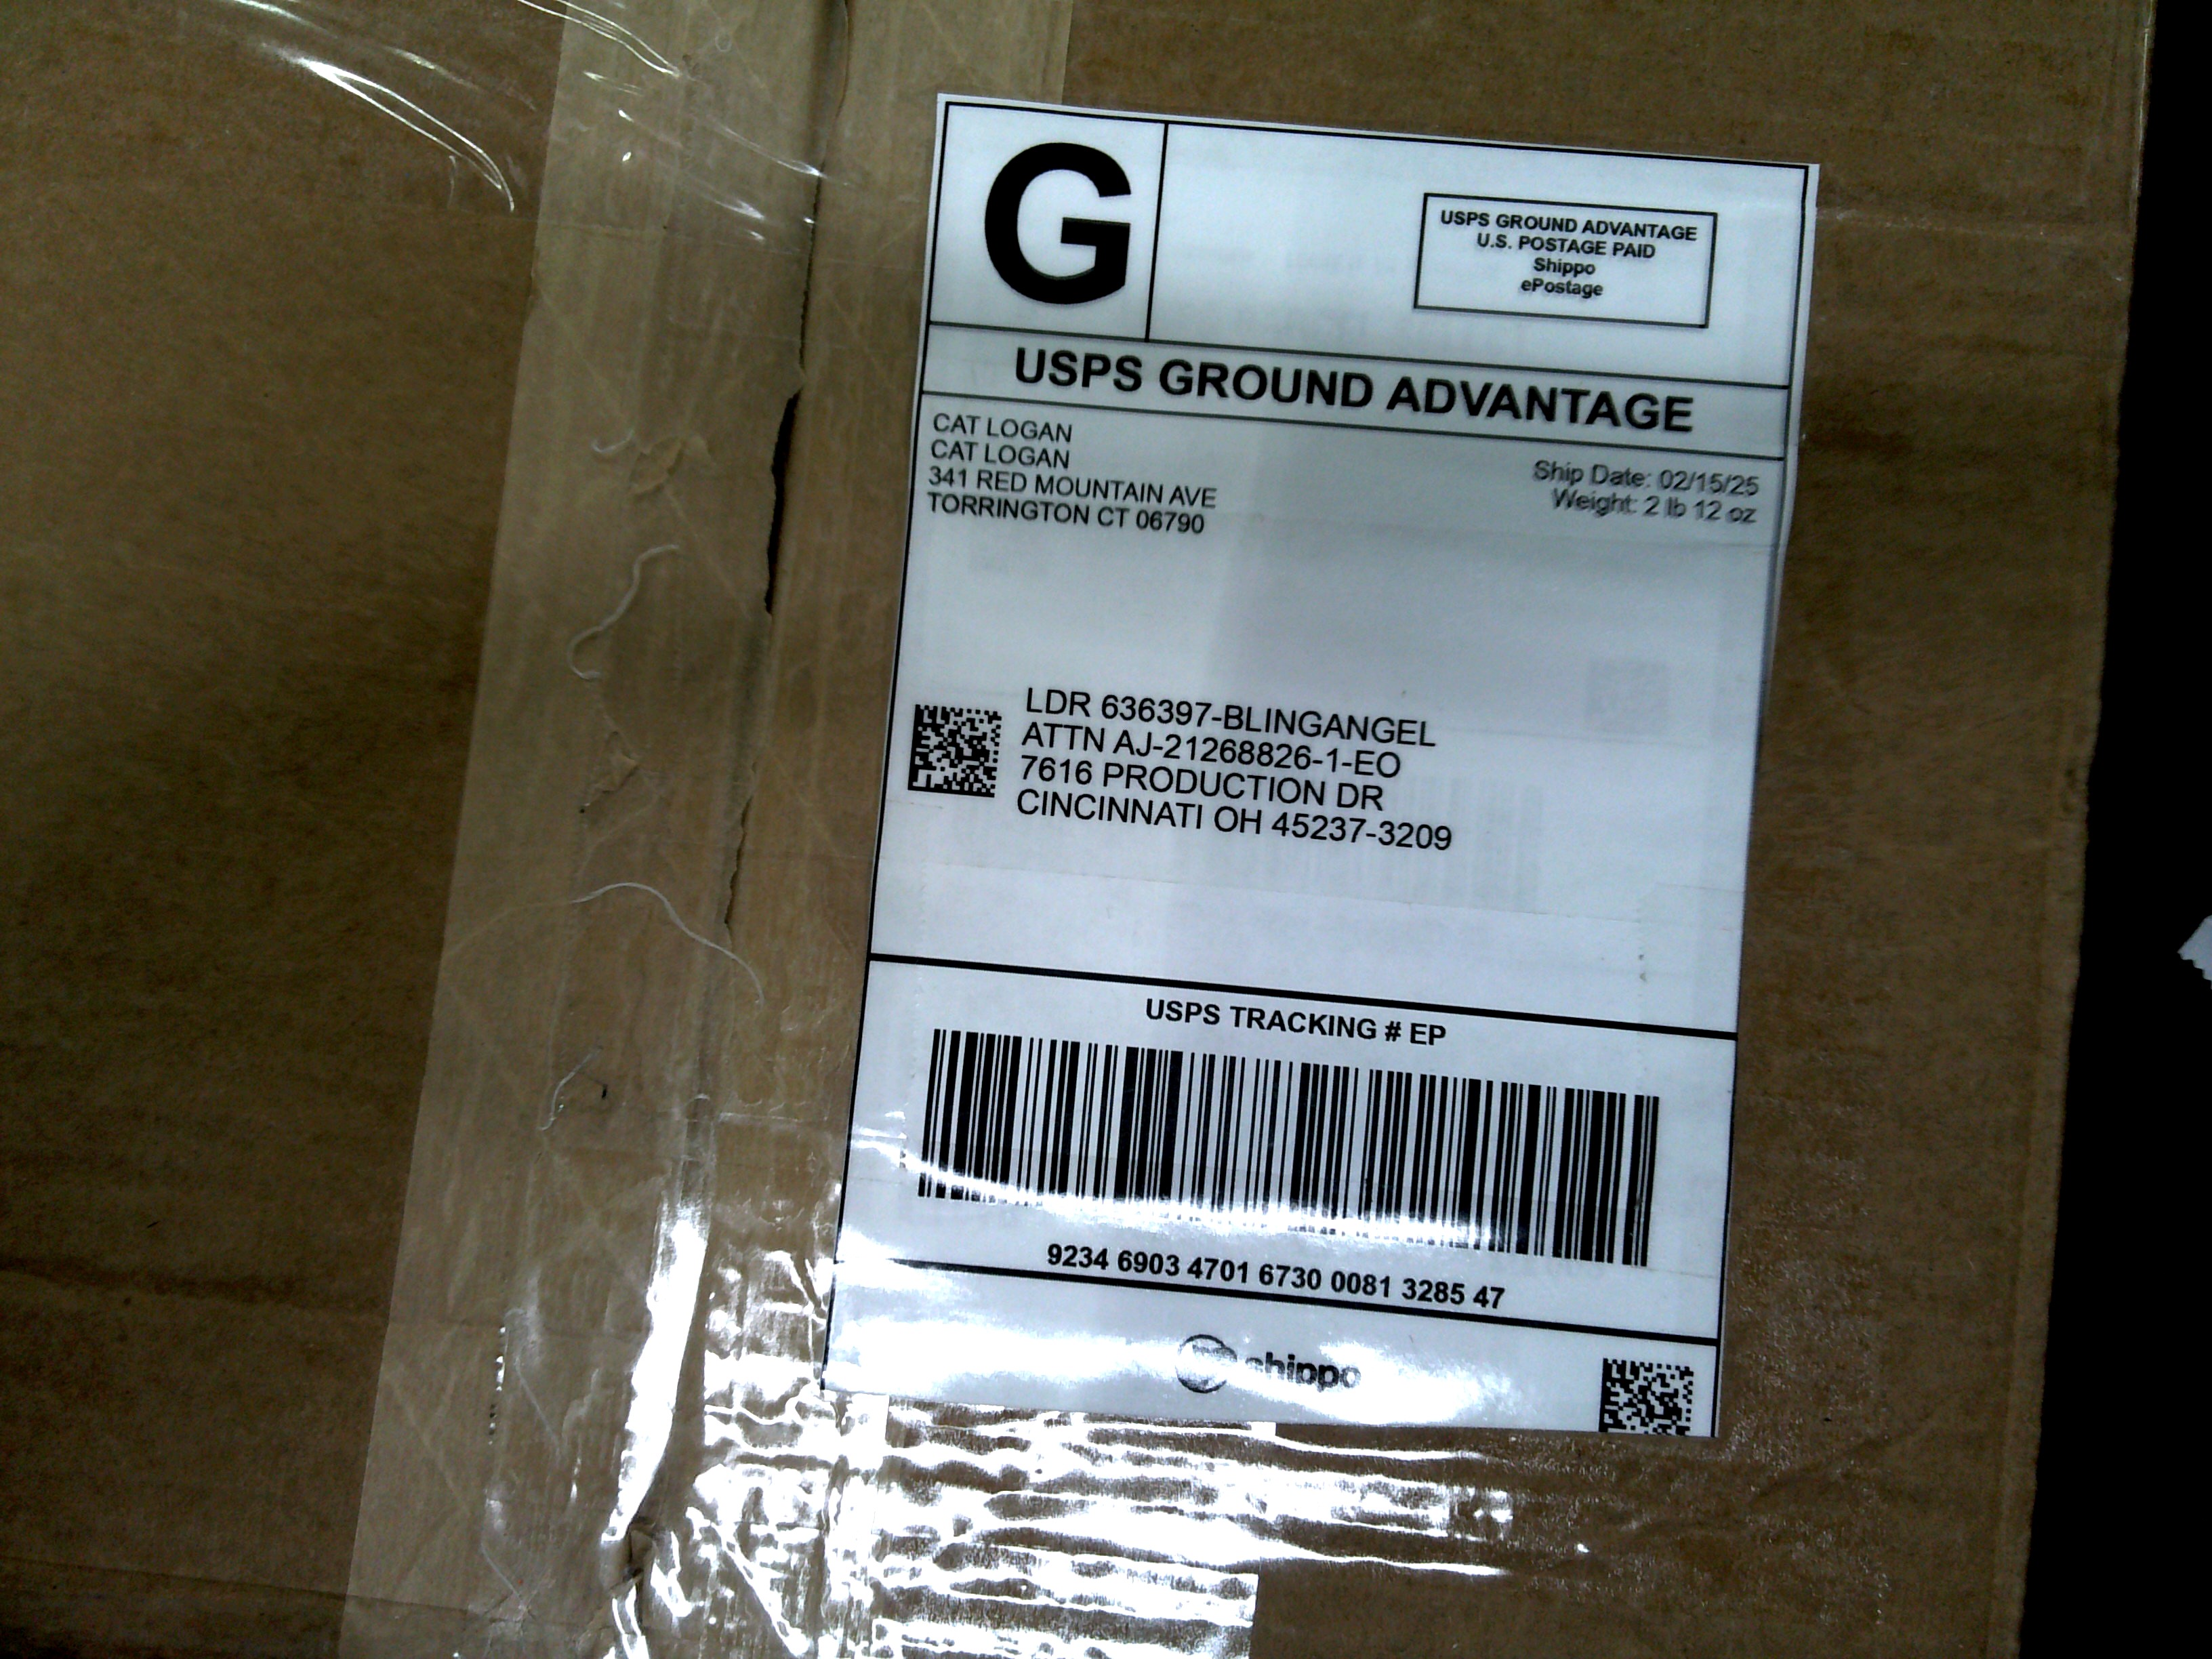 G
USPS GROUND ADVANTAGE
U.S. POSTAGE PAID
Shippo
ePostage
USPS GROUND ADVANTAGE
CAT LOGAN
CAT LOGAN
341 RED MOUNTAIN AVE
TORRINGTON CT 06790
Ship Date: 02/15/25
Weight: 2 lb 12 oz
LDR 636397-BLINGANGEL
ATTN AJ-21268826-1-EO
7616 PRODUCTION DR
CINCINNATI OH 45237-3209
USPS TRACKING # EP
9234 6903 4701 6730 0081 3285 47
shippo